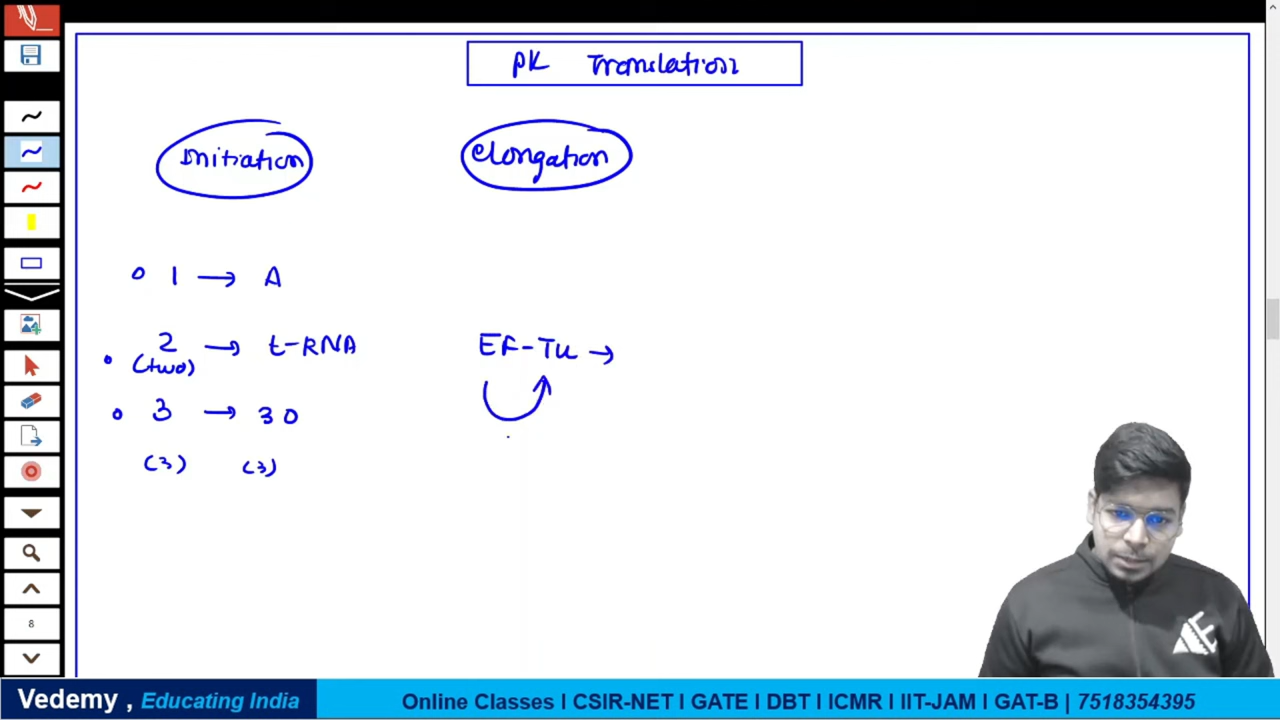 PK Translation
Initiation
Elongation
1 → A
2 → t-RNA
(two)
3 → 30
(3) (3)
EF-Tu →
8
Vedemy, Educating India
Online Classes I CSIR-NET I GATE I DBT I ICMR I IIT-JAM I GAT-B I 7518354395